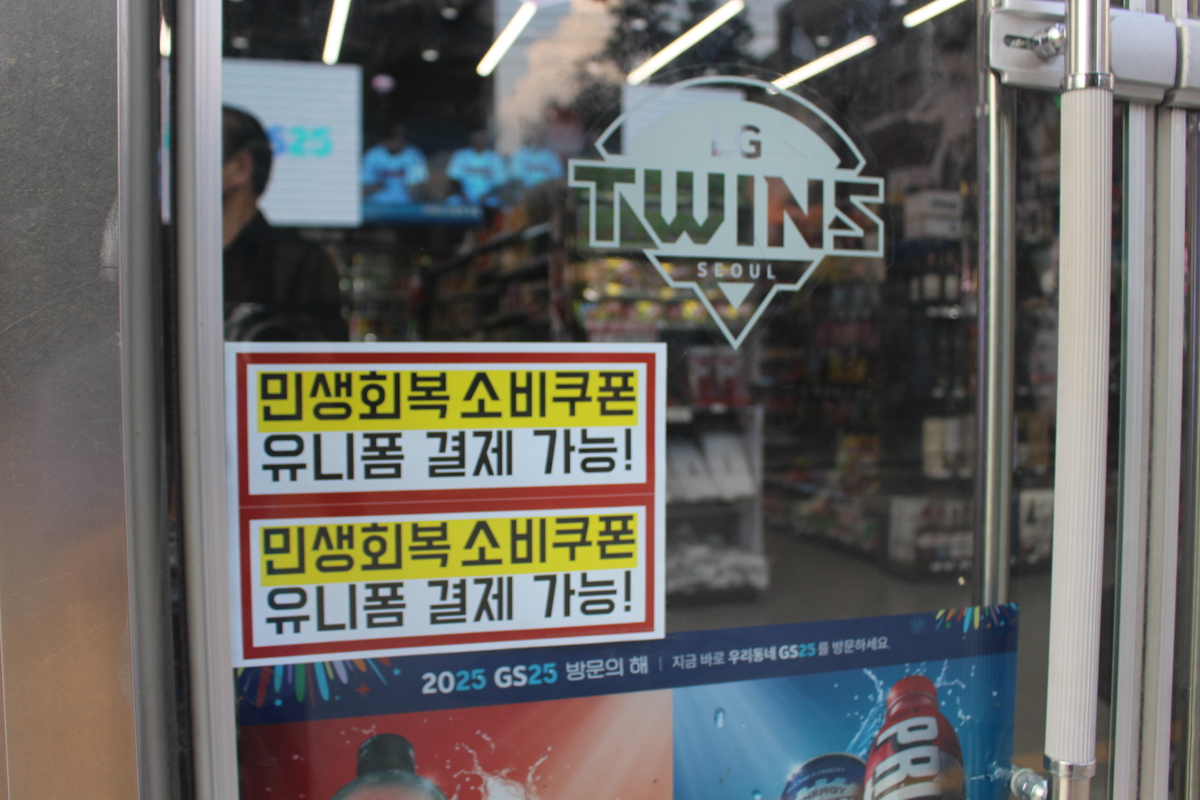 LG
TWINS
SEOUL
민생회복 소비쿠폰
유니폼 결제 가능!
민생회복 소비쿠폰
유니폼 결제 가능!
2025 GS25 방문의 해 | 지금 바로 우리동네 GS25를 방문하세요.